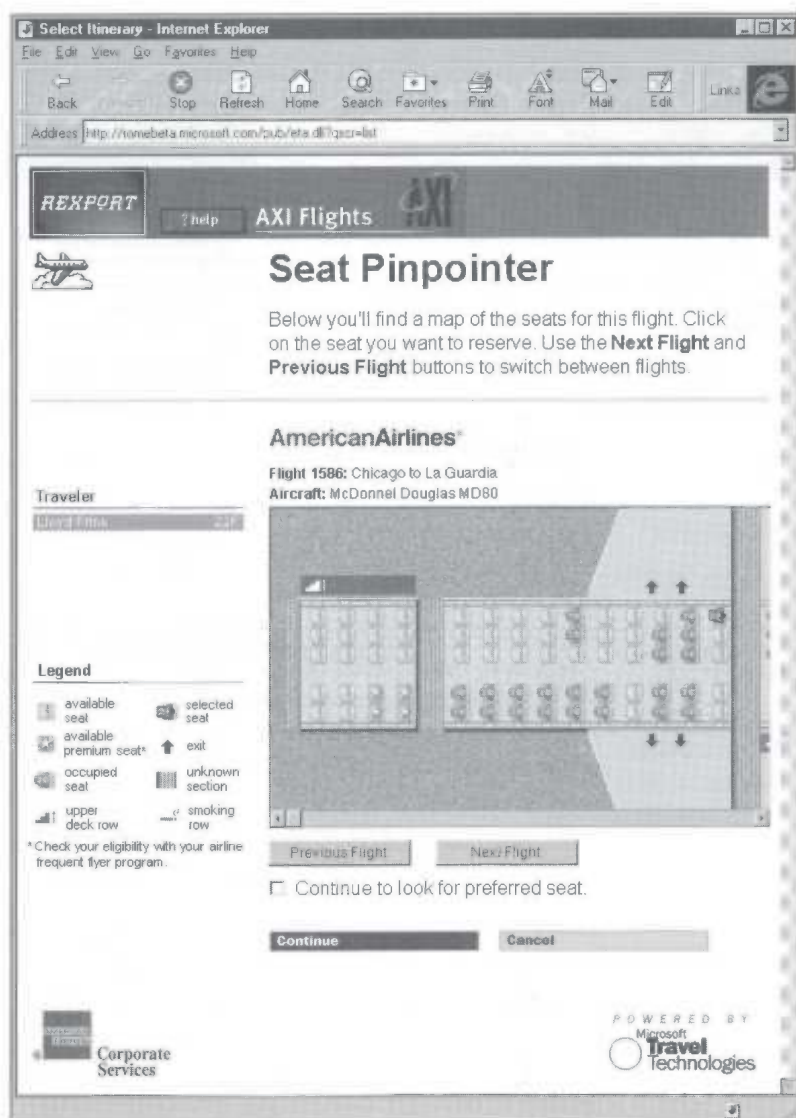 Select Itinerary - Internet Explorer
File Edit View Go Favorites Help
Back Stop Refresh Home Search Favorites Print Font Mail Edit Links
Address
REXPORT
? help
AXI Flights
AXI
Seat Pinpointer
Below you'll find a map of the seats for this flight. Click
on the seat you want to reserve. Use the Next Flight and
Previous Flight buttons to switch between flights.
AmericanAirlines
Flight 1586: Chicago to La Guardia
Aircraft: McDonnel Douglas MD80
Traveler
Legend
available
seat
selected
seat
available
premium seat*
exit
occupied
seat
unknown
section
upper
deck row
smoking
row
* Check your eligibility with your airline
frequent flyer program.
Previous Flight
Next Flight
Continue to look for preferred seat.
Continue
Cancel
Corporate
Services
POWERED BY
Microsoft
Travel
Technologies